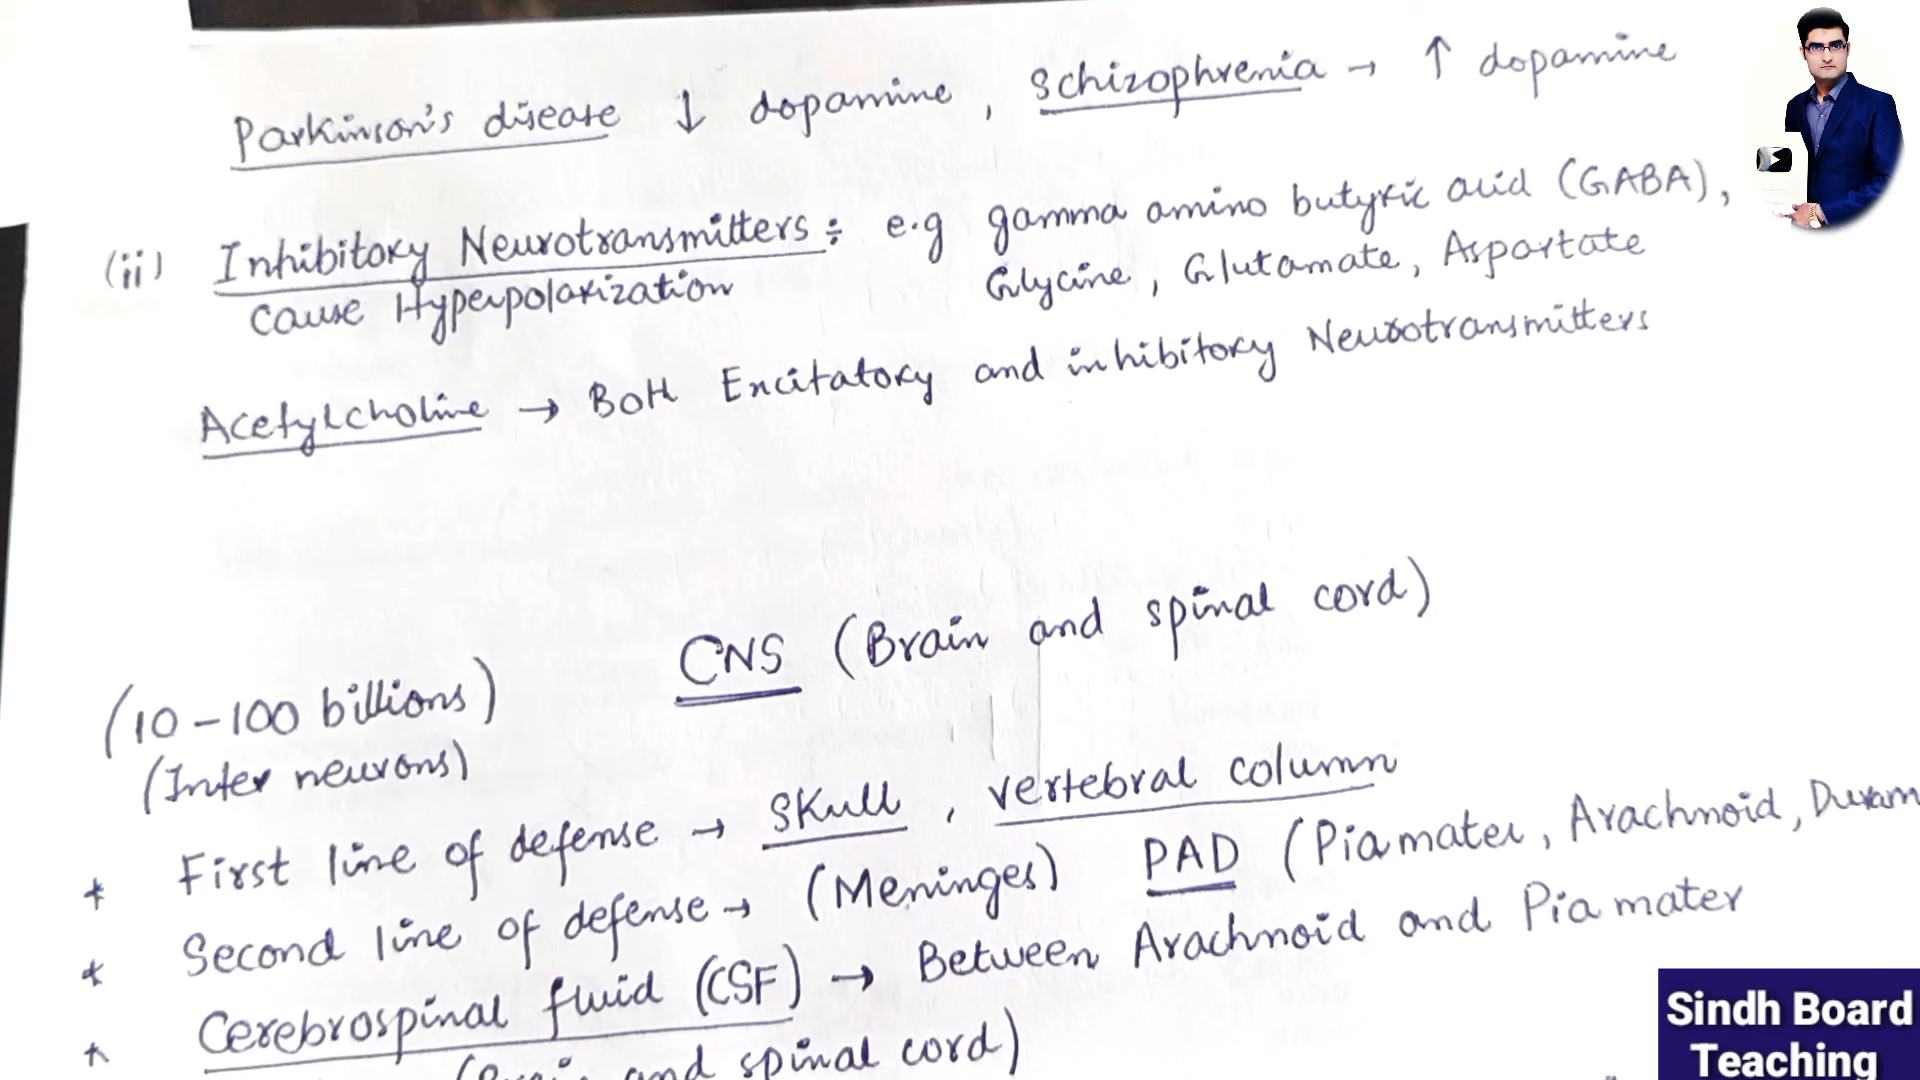 Parkinson's disease ↓ dopamine, Schizophrenia → ↑ dopamine
(ii) Inhibitory Neurotransmitters÷ e.g gamma amino butyric acid (GABA),
Cause Hyperpolarization Glycine, Glutamate, Aspartate
Acetylcholine → Both Excitatory and inhibitory Neurotransmitters
CNS (Brain and spinal cord)
(10-100 billions)
(Inter neurons)
* First line of defense → Skull, vertebral column
* Second line of defense → (Meninges) PAD (Piamater, Arachnoid, Duram
* Cerebrospinal fluid (CSF) → Between Arachnoid and Pia mater
(Brain and spinal cord)
Sindh Board
Teaching